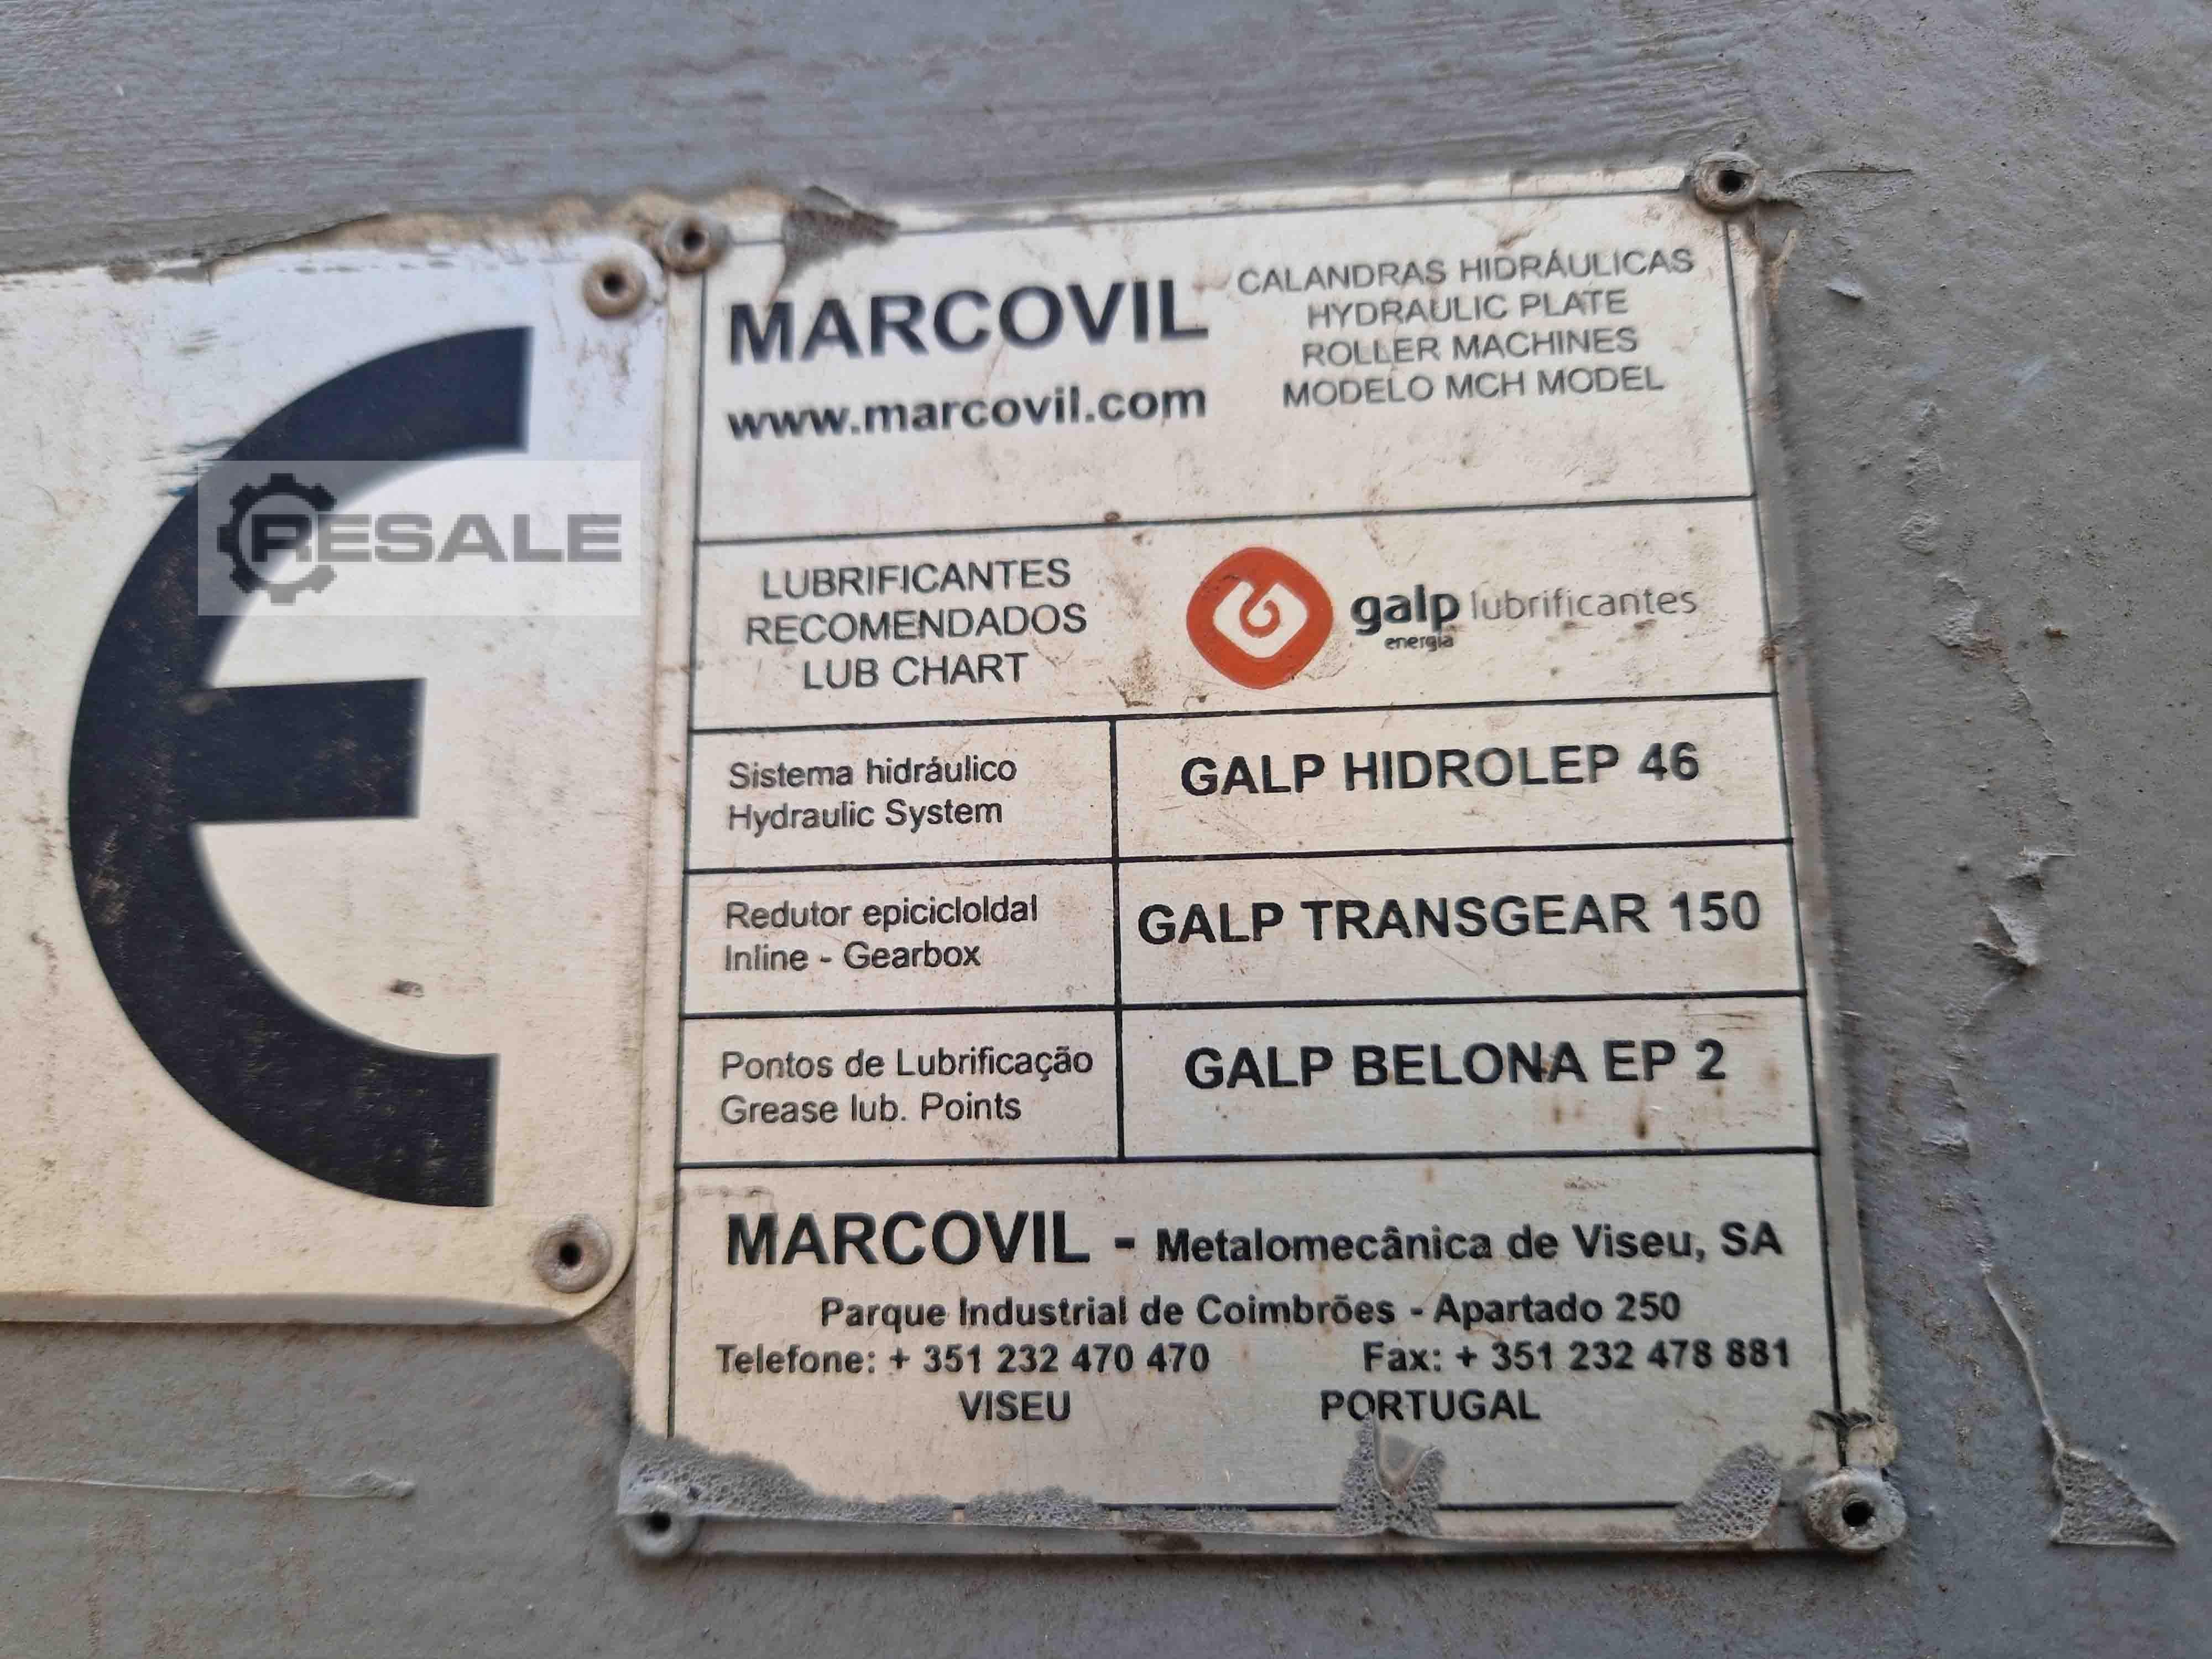 CE
RESALE
MARCOVIL
www.marcovil.com
CALANDRAS HIDRÁULICAS
HYDRAULIC PLATE
ROLLER MACHINES
MODELO MCH MODEL
LUBRIFICANTES
RECOMENDADOS
LUB CHART
galp lubrificantes
energia
Sistema hidráulico
Hydraulic System
GALP HIDROLEP 46
Redutor epicicloldal
Inline - Gearbox
GALP TRANSGEAR 150
Pontos de Lubrificação
Grease lub. Points
GALP BELONA EP 2
MARCOVIL - Metalomecânica de Viseu, SA
Parque Industrial de Coimbrões - Apartado 250
Telefone: + 351 232 470 470 Fax: + 351 232 478 881
VISEU PORTUGAL